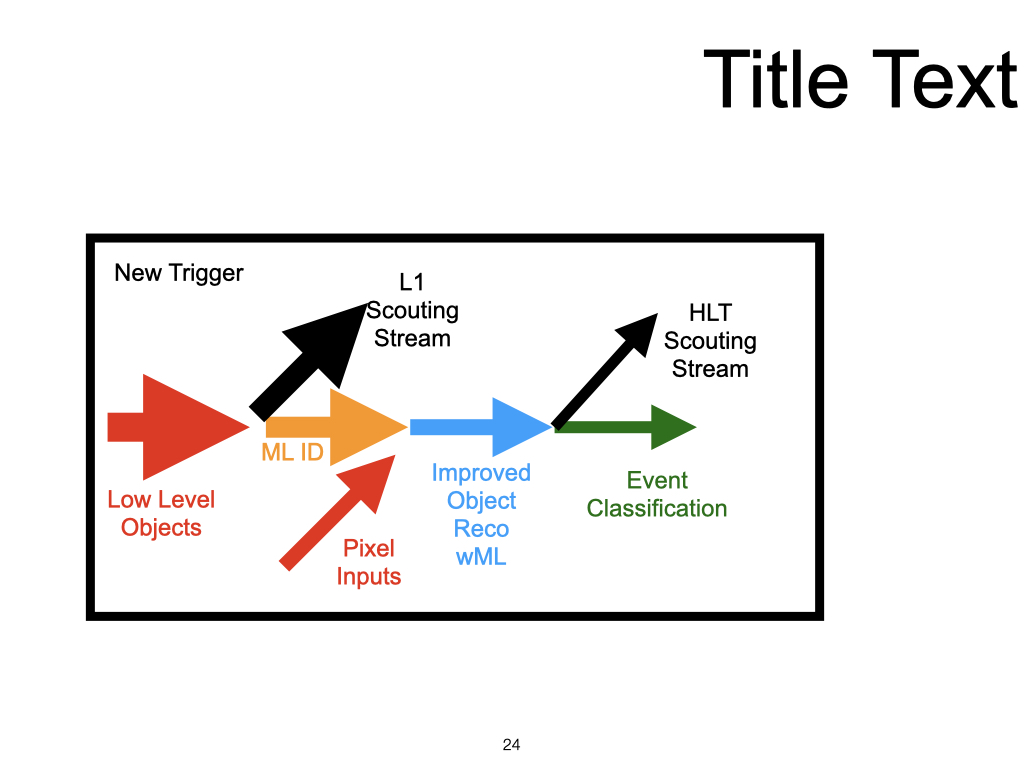 Title Text
New Trigger
L1
Scouting
Stream
HLT
Scouting
Stream
ML ID
Low Level
Objects
Pixel
Inputs
Improved
Object
Reco
wML
Event
Classification
24